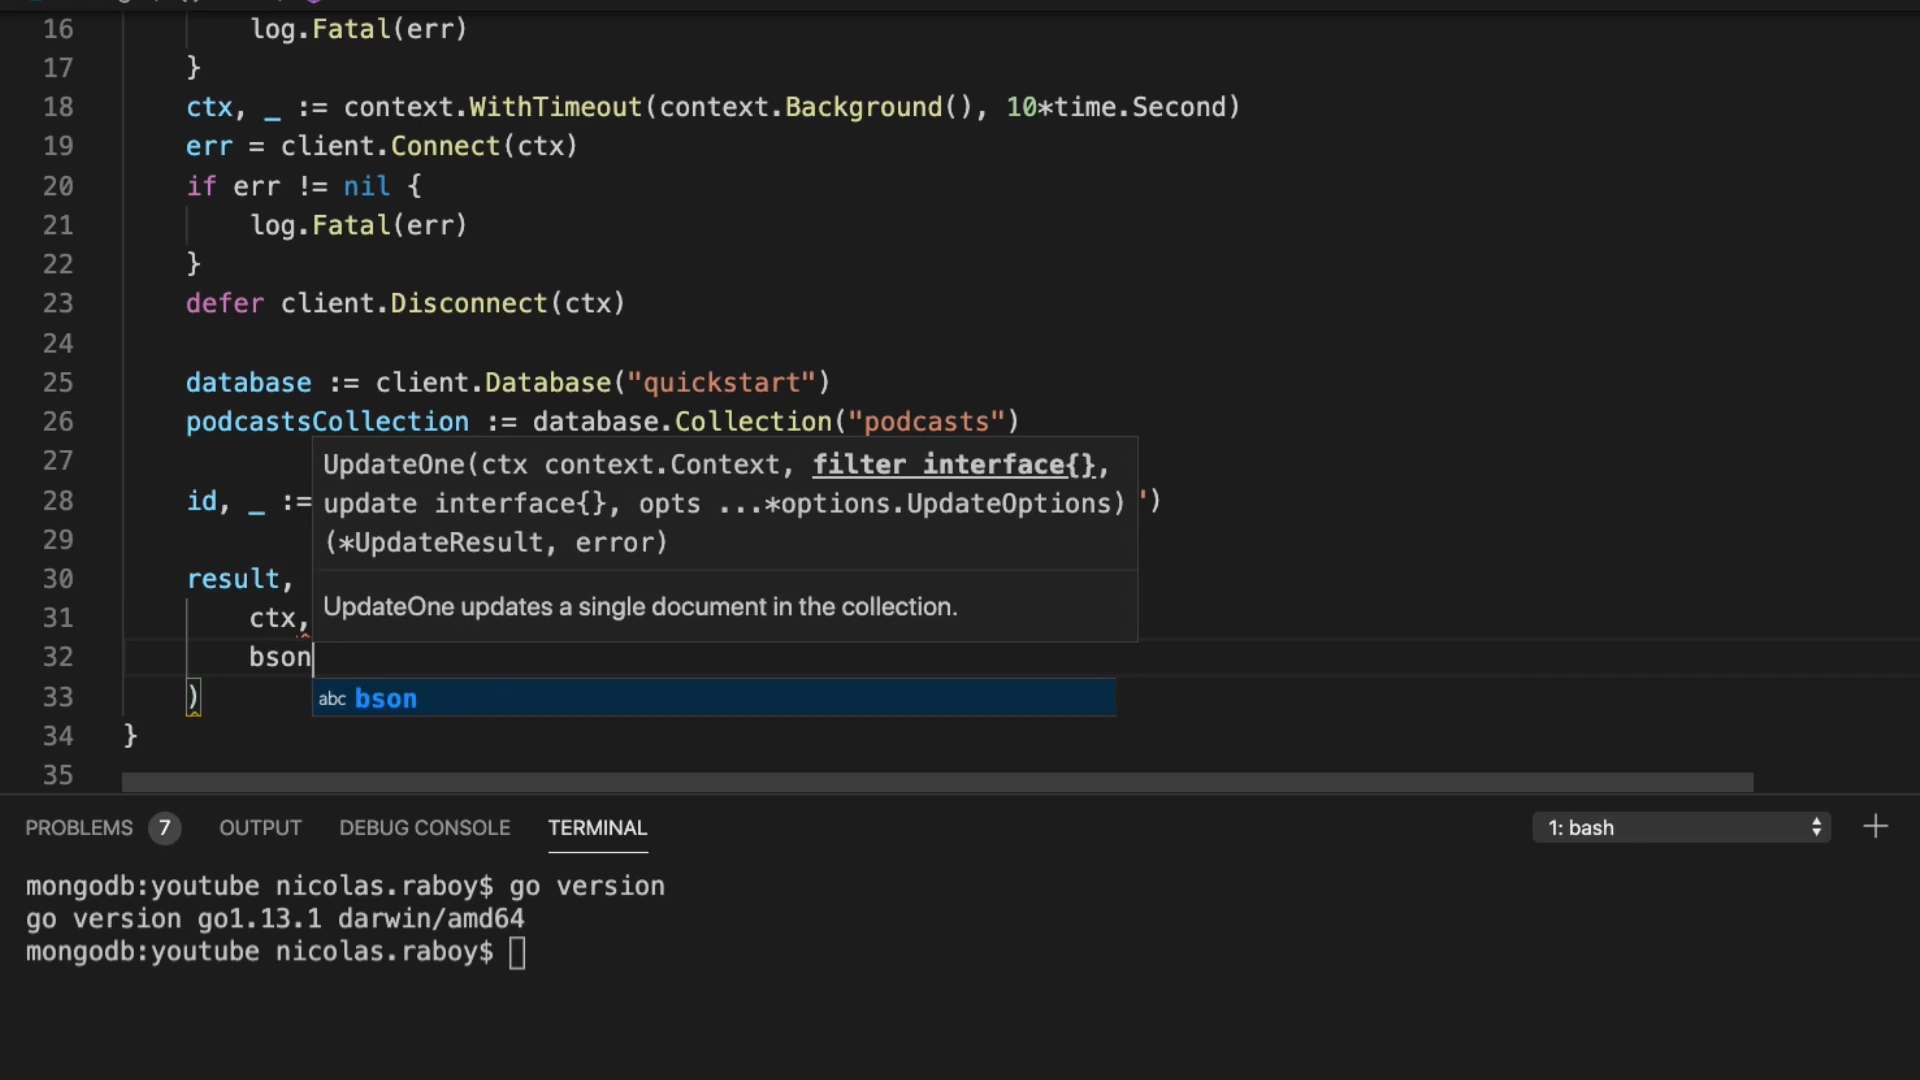 16 log.Fatal(err)
17 }
18 ctx, _ := context.WithTimeout(context.Background(), 10*time.Second)
19 err = client.Connect(ctx)
20 if err != nil {
21 log.Fatal(err)
22 }
23 defer client.Disconnect(ctx)
24
25 database := client.Database("quickstart")
26 podcastsCollection := database.Collection("podcasts")
27
UpdateOne(ctx context.Context, filter interface{},
28 id, _ := ")
update interface{}, opts ...*options.UpdateOptions)
29
(*UpdateResult, error)
30 result,
UpdateOne updates a single document in the collection.
31 ctx,
32 bson
33 )
abc bson
34 }
35
PROBLEMS 7 OUTPUT DEBUG CONSOLE TERMINAL 1: bash
mongodb:youtube nicolas.raboy$ go version
go version go1.13.1 darwin/amd64
mongodb:youtube nicolas.raboy$